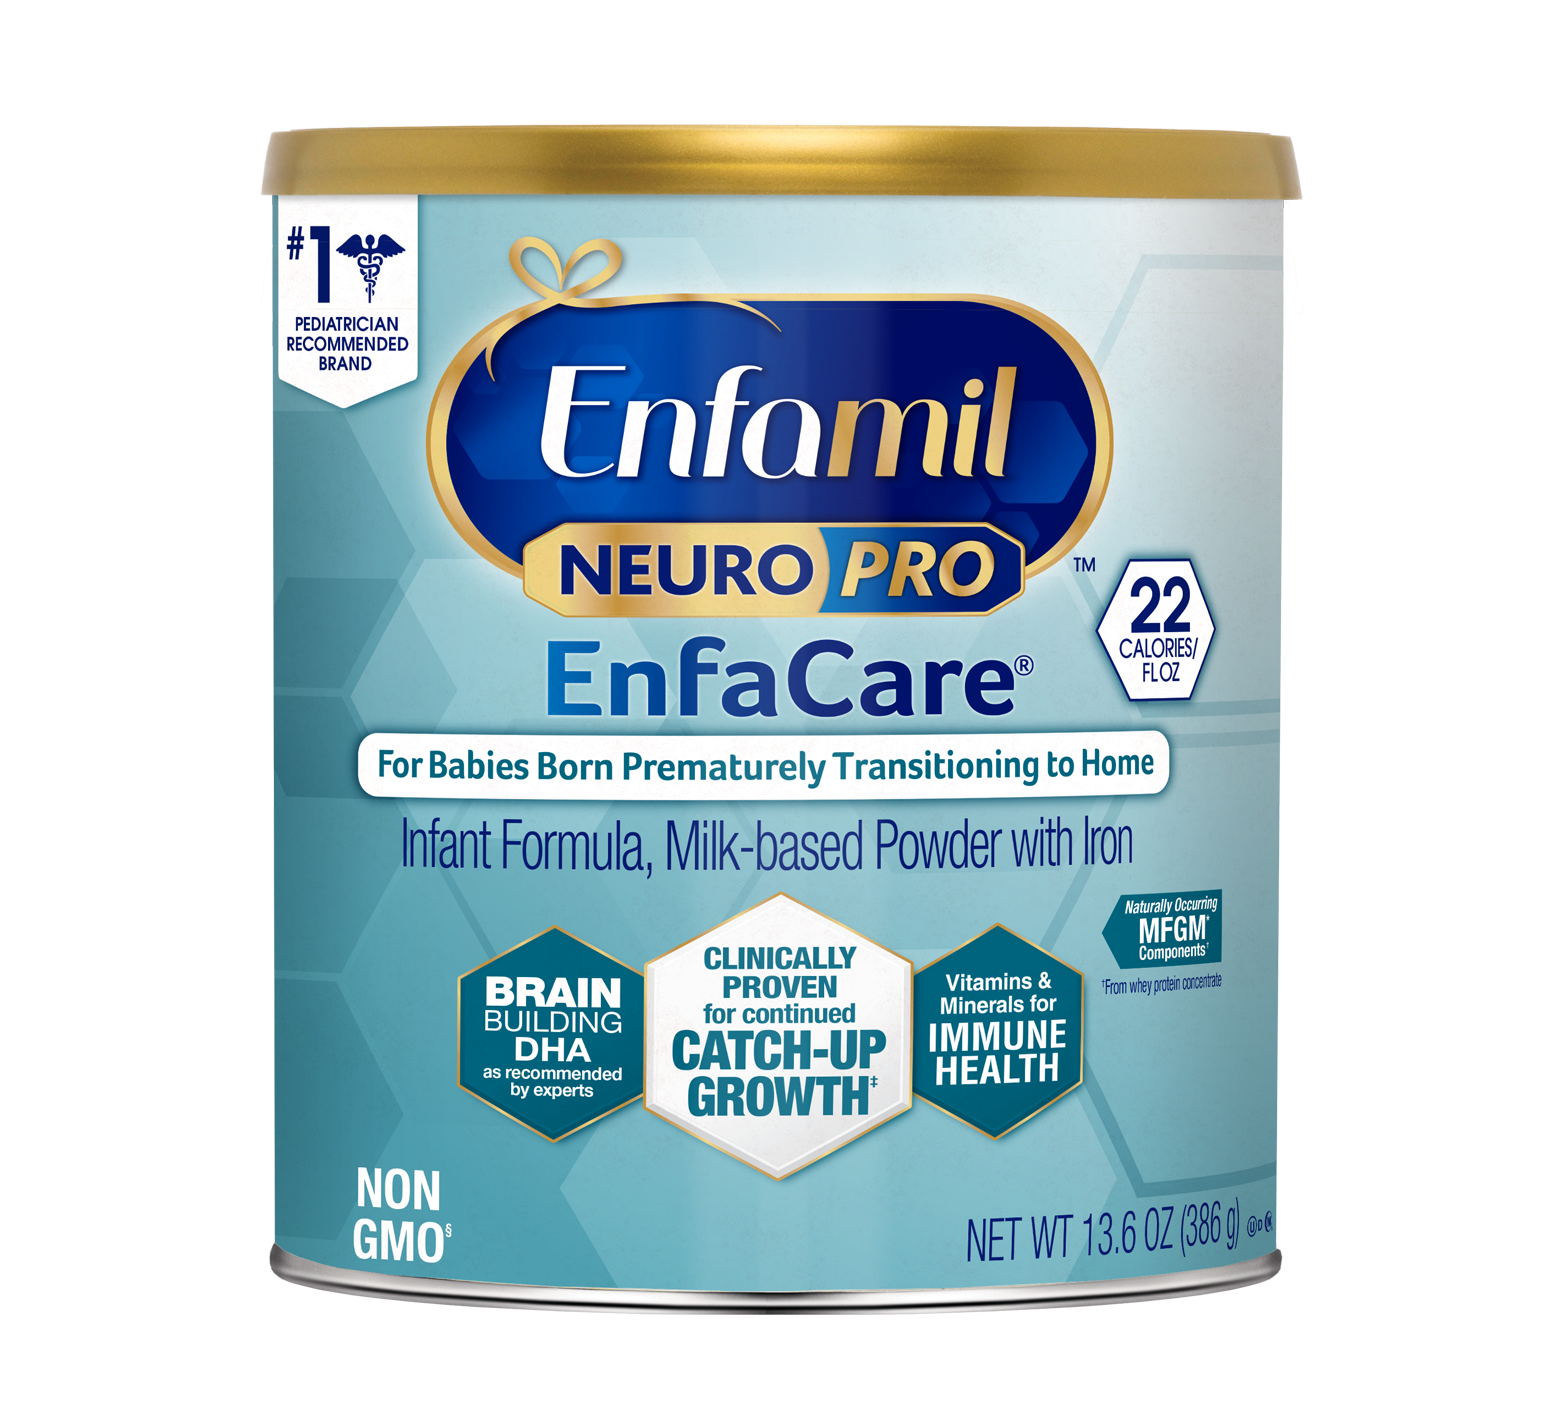 #1
PEDIATRICIAN
RECOMMENDED
BRAND
Enfamil
NEURO PRO™
EnfaCare®
22
CALORIES/
FL OZ
For Babies Born Prematurely Transitioning to Home
Infant Formula, Milk-based Powder with Iron
BRAIN
BUILDING
DHA
as recommended
by experts
CLINICALLY
PROVEN
for continued
CATCH-UP
GROWTH‡
Vitamins &
Minerals for
IMMUNE
HEALTH
Naturally Occurring
MFGM*
Components†
†From whey protein concentrate
NON
GMO§
NET WT 13.6 OZ (386 g) U D K